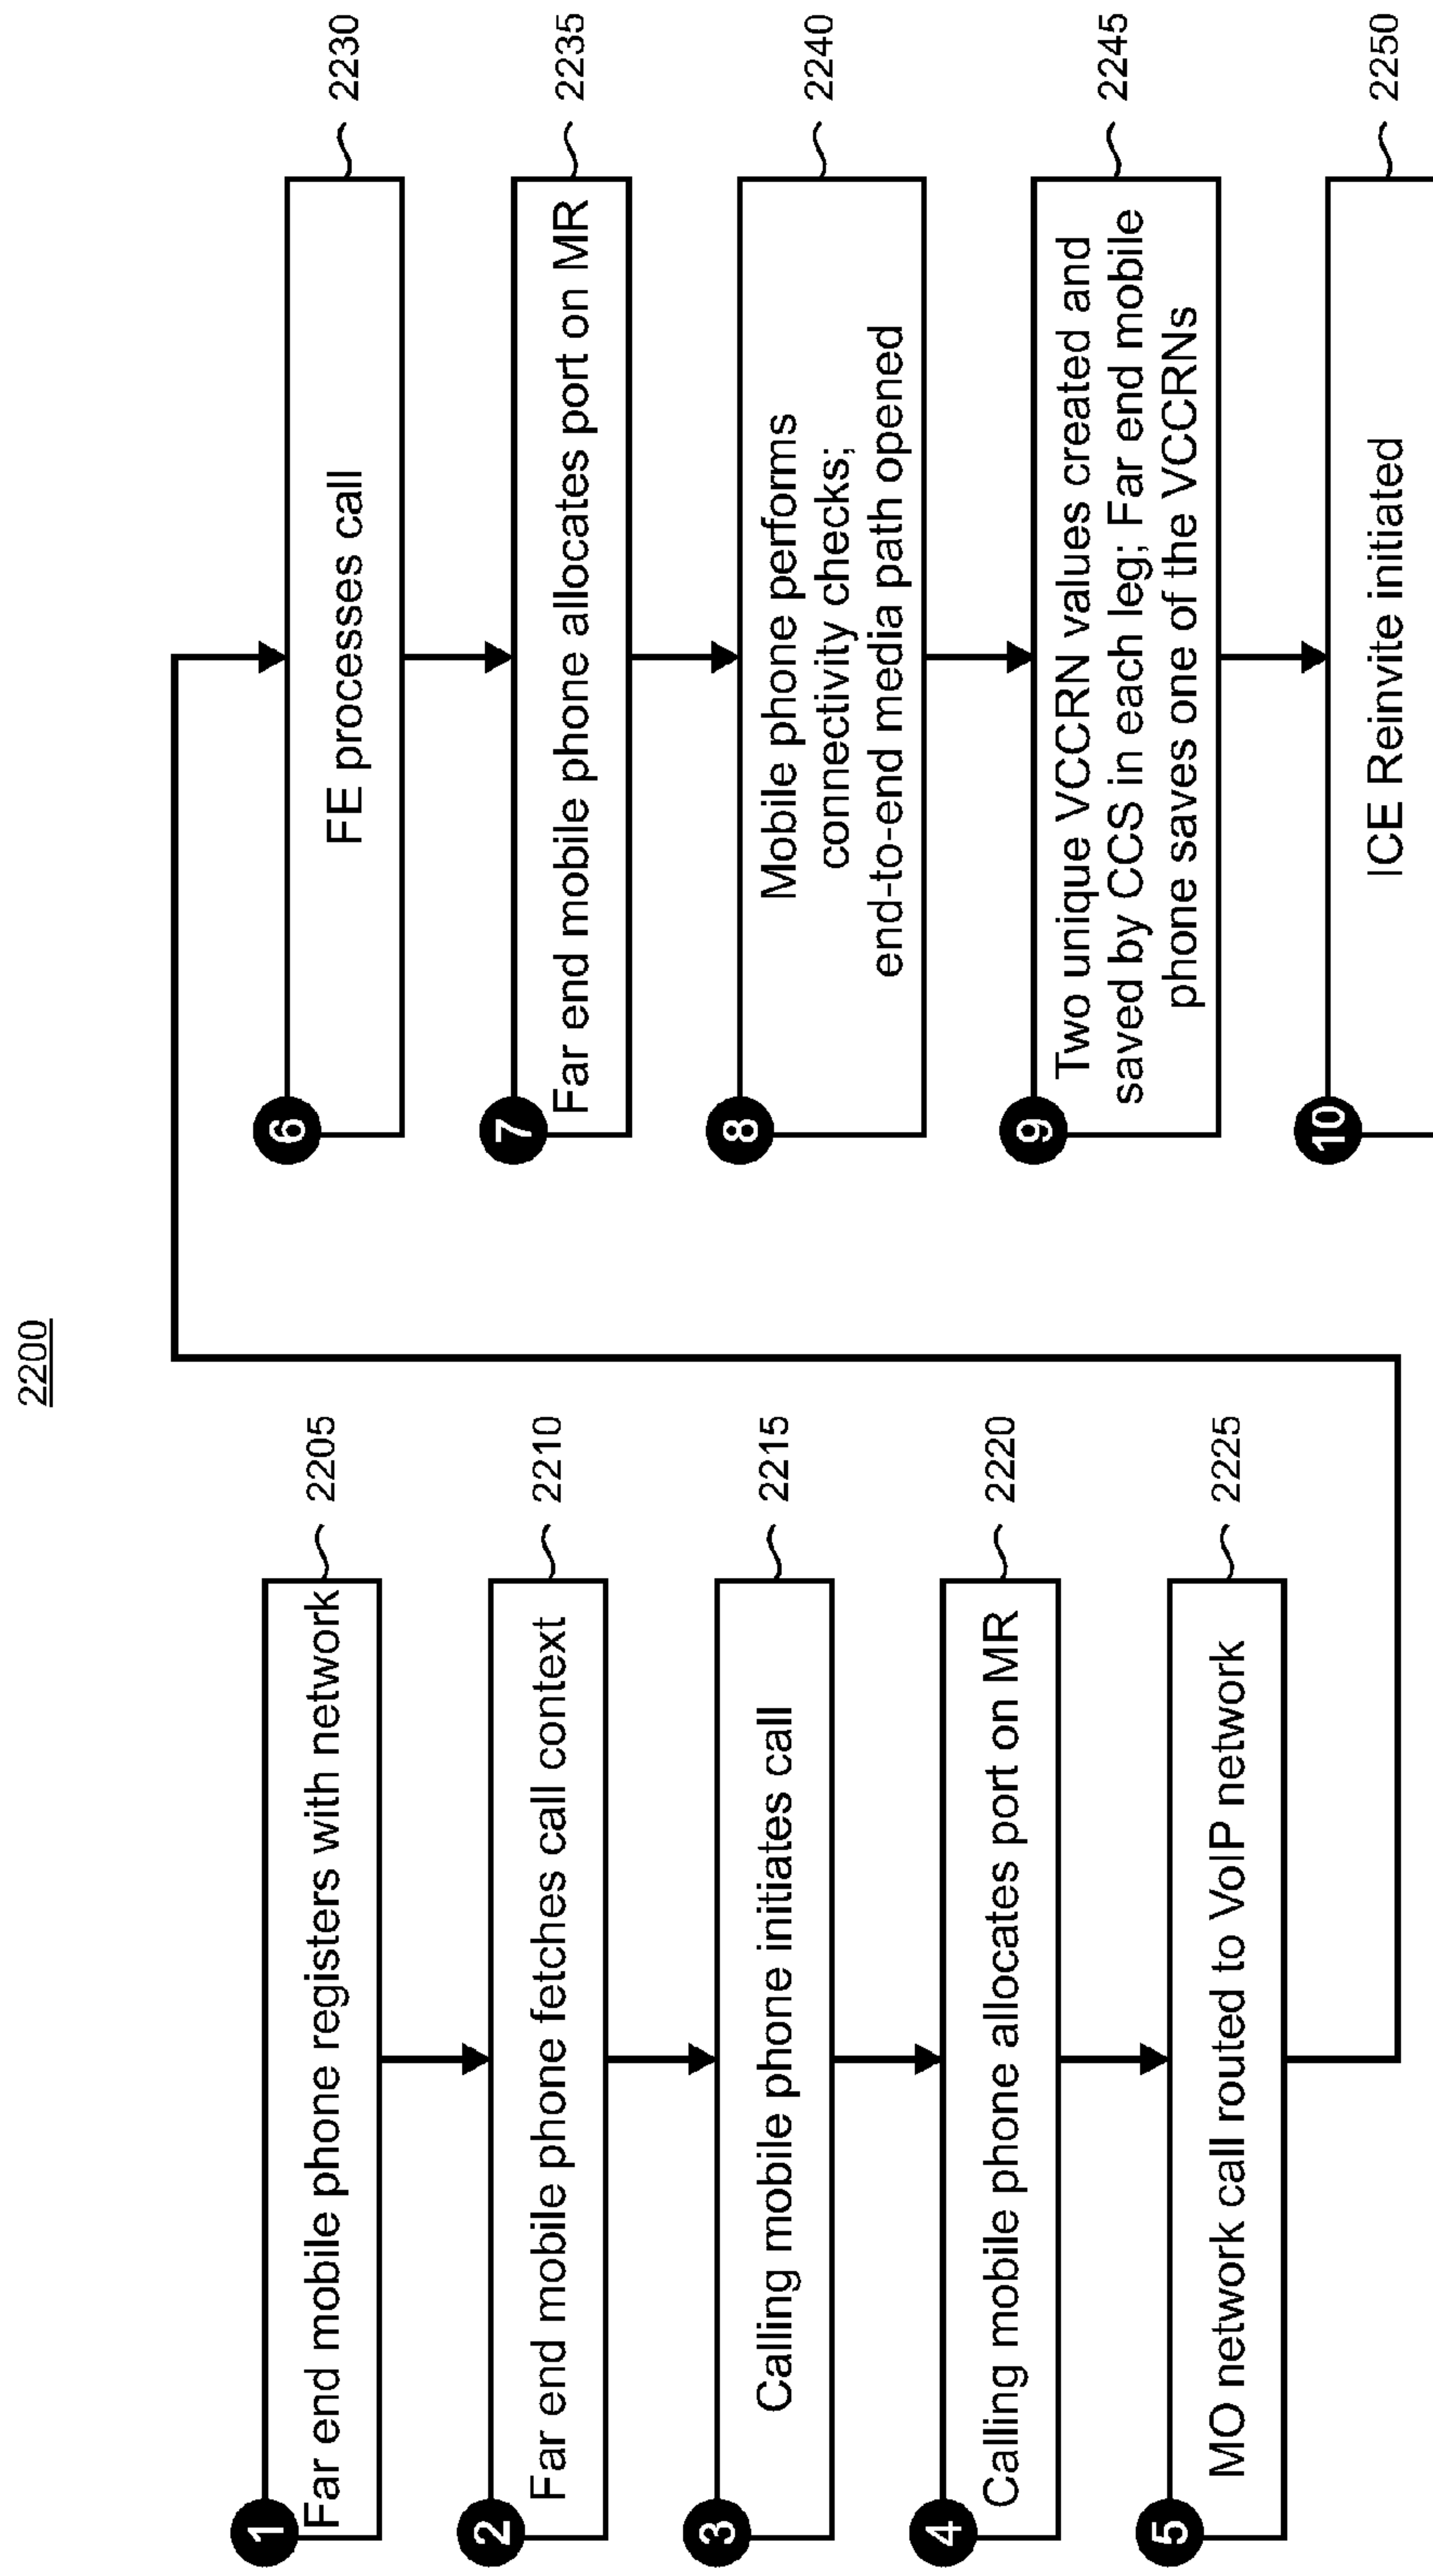 2200
1
Far end mobile phone registers with network
2205
2
Far end mobile phone fetches call context
2210
3
Calling mobile phone initiates call
2215
4
Calling mobile phone allocates port on MR
2220
5
MO network call routed to VoIP network
2225
6
FE processes call
2230
7
Far end mobile phone allocates port on MR
2235
8
Mobile phone performs
connectivity checks;
end-to-end media path opened
2240
9
Two unique VCCRN values created and
saved by CCS in each leg; Far end mobile
phone saves one of the VCCRNs
2245
10
ICE Reinvite initiated
2250